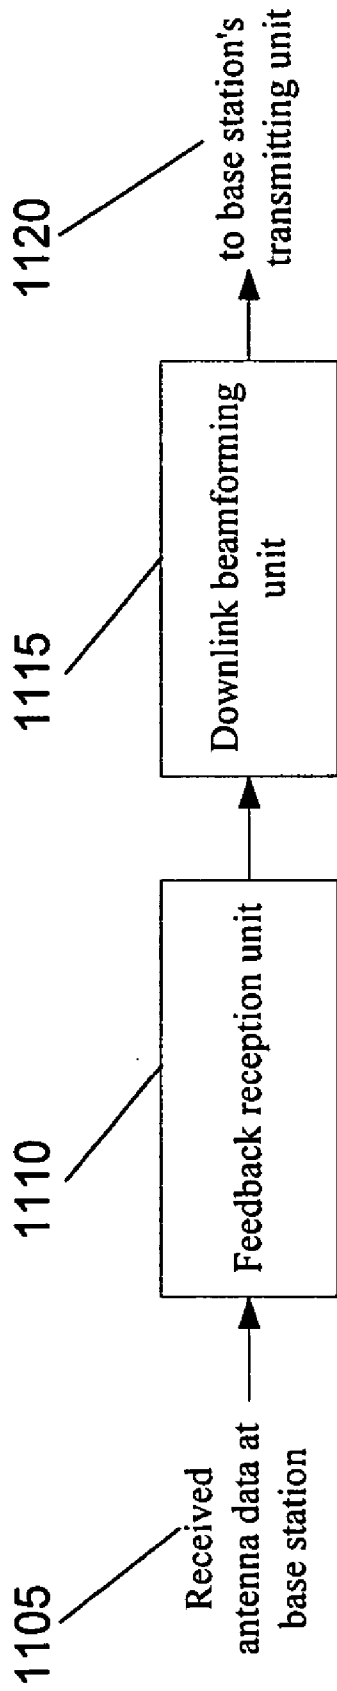 1105
Received
antenna data at
base station
1110
Feedback reception unit
1115
Downlink beamforming
unit
1120
to base station's
transmitting unit